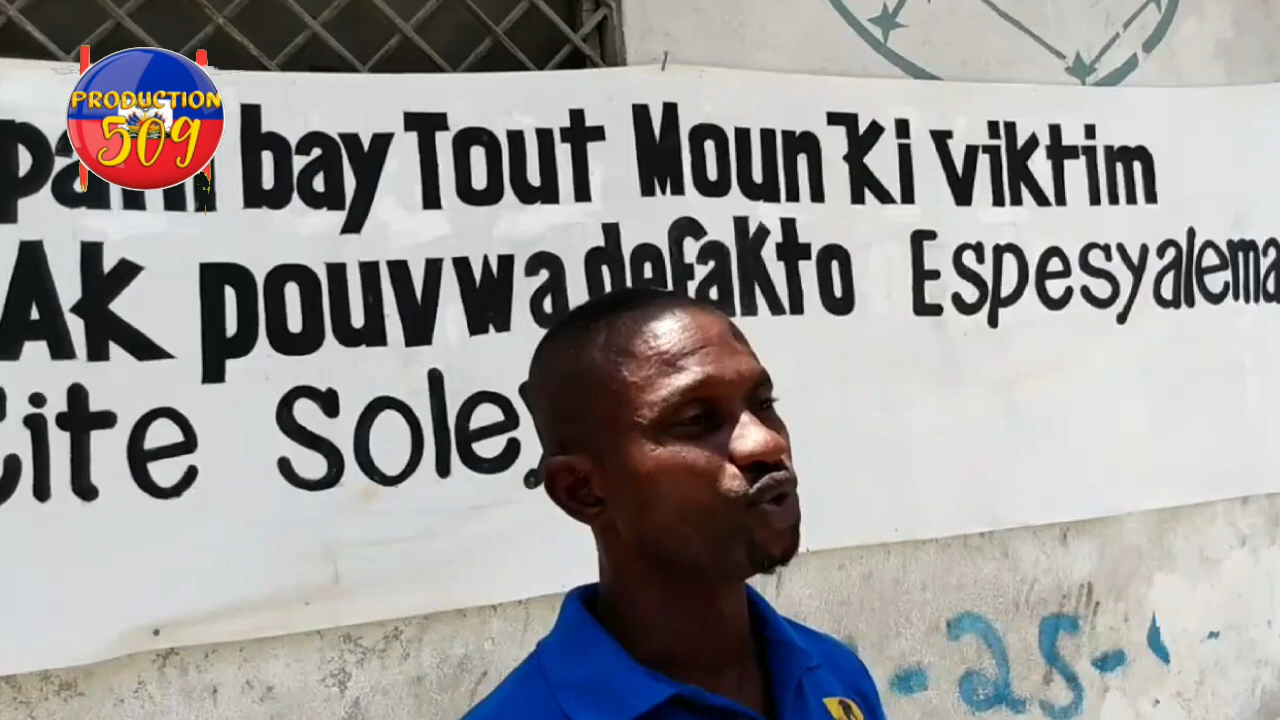 PRODUCTION
509
bay Tout Moun Ki viktim
Ak pouvwa defakto Espesyalema
Cite Sole
-25-